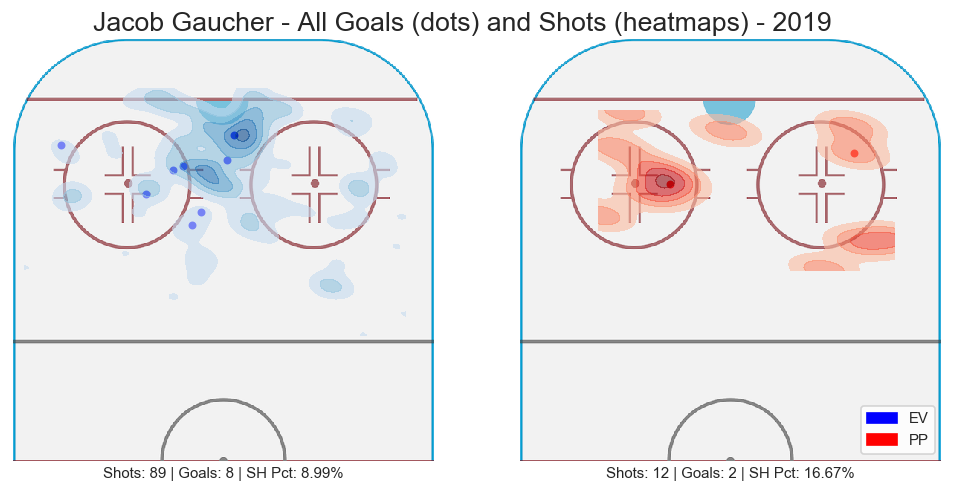 Jacob Gaucher - All Goals (dots) and Shots (heatmaps) - 2019
EV
PP
Shots: 89 | Goals: 8 | SH Pct: 8.99%
Shots: 12 | Goals: 2 | SH Pct: 16.67%